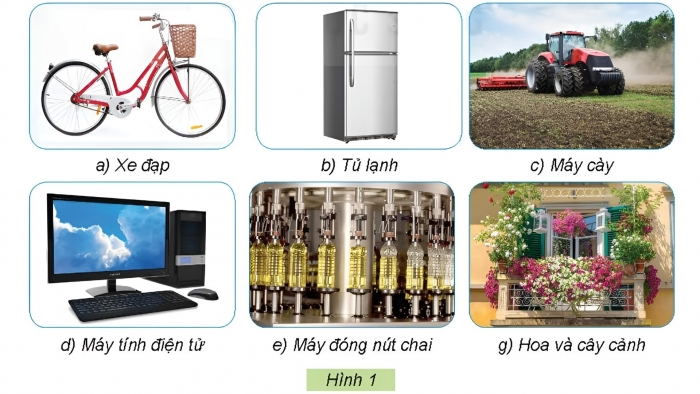 a) Xe đạp
b) Tủ lạnh
c) Máy cày
d) Máy tính điện tử
e) Máy đóng nút chai
g) Hoa và cây cảnh
Hình 1